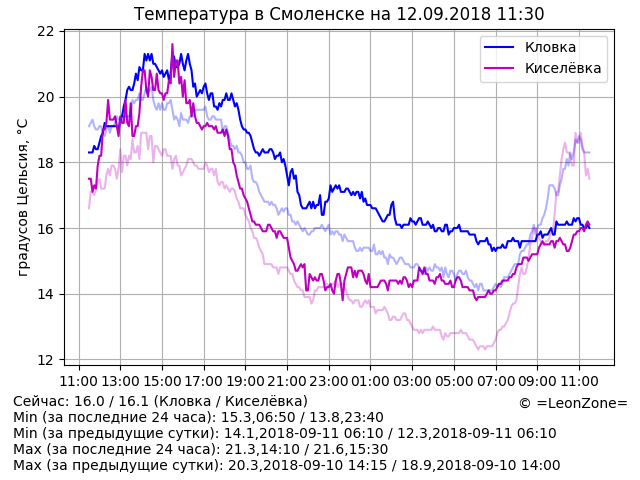 Температура в Смоленске на 12.09.2018 11:30
градусов Цельсия, °C
22
20
18
16
14
12
Кловка
Киселёвка
11:00 13:00 15:00 17:00 19:00 21:00 23:00 01:00 03:00 05:00 07:00 09:00 11:00
Сейчас: 16.0 / 16.1 (Кловка / Киселёвка)
© =LeonZone=
Min (за последние 24 часа): 15.3,06:50 / 13.8,23:40
Min (за предыдущие сутки): 14.1,2018-09-11 06:10 / 12.3,2018-09-11 06:10
Max (за последние 24 часа): 21.3,14:10 / 21.6,15:30
Max (за предыдущие сутки): 20.3,2018-09-10 14:15 / 18.9,2018-09-10 14:00